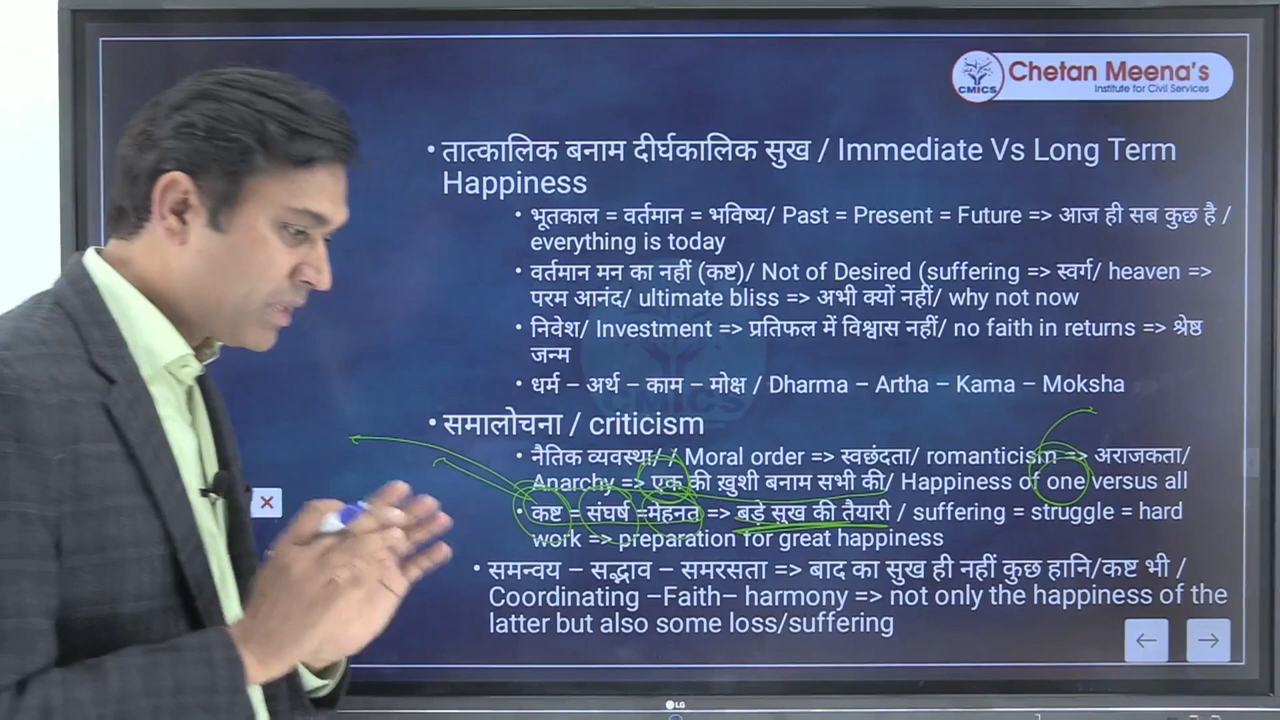 CMICS
Chetan Meena's
Institute for Civil Services
• तात्कालिक बनाम दीर्घकालिक सुख / Immediate Vs Long Term
Happiness
• भूतकाल = वर्तमान = भविष्य/ Past = Present = Future => आज ही सब कुछ है /
everything is today
• वर्तमान मन का नहीं (कष्ट)/ Not of Desired (suffering => स्वर्ग/ heaven =>
परम आनंद/ ultimate bliss => अभी क्यों नहीं/ why not now
• निवेश/ Investment => प्रतिफल में विश्वास नहीं/ no faith in returns => श्रेष्ठ
जन्म
• धर्म – अर्थ – काम – मोक्ष / Dharma – Artha – Kama – Moksha
CMICS
• समालोचना / criticism
• नैतिक व्यवस्था/ / Moral order => स्वछंदता/ romanticism => अराजकता/
Anarchy => एक की खुशी बनाम सभी की/ Happiness of one versus all
• कष्ट = संघर्ष =मेहनत => बड़े सुख की तैयारी / suffering = struggle = hard
work => preparation for great happiness
• समन्वय – सद्भाव – समरसता => बाद का सुख ही नहीं कुछ हानि/कष्ट भी /
Coordinating –Faith– harmony => not only the happiness of the
latter but also some loss/suffering
LG